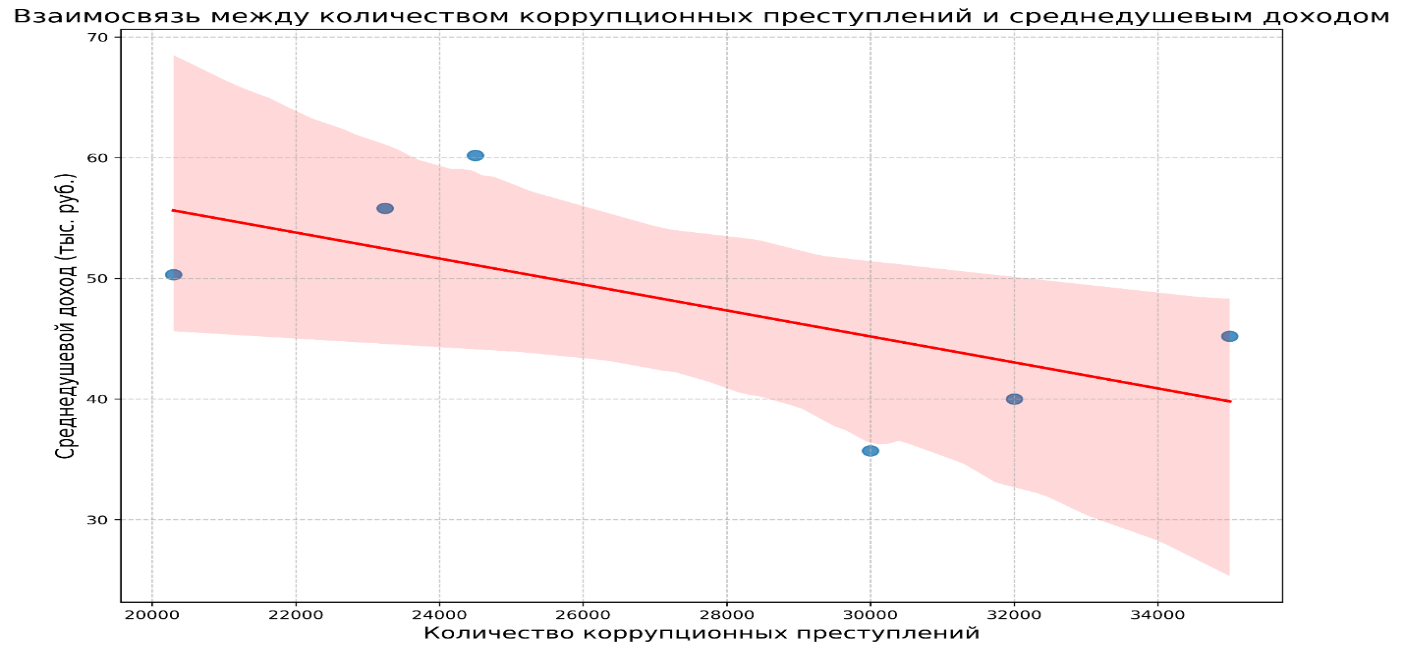 Взаимосвязь между количеством коррупционных преступлений и среднедушевым доходом
70
60
50
40
30
Среднедушевой доход (тыс. руб.)
20000 22000 24000 26000 28000 30000 32000 34000
Количество коррупционных преступлений